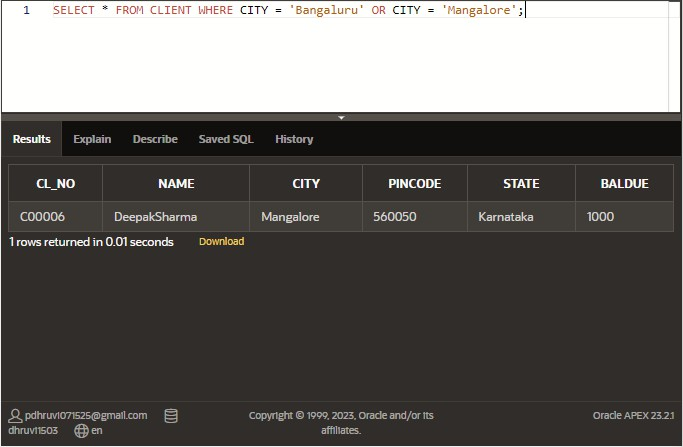 1 SELECT * FROM CLIENT WHERE CITY = 'Bangaluru' OR CITY = 'Mangalore';
Results Explain Describe Saved SQL History
CL_NO NAME CITY PINCODE STATE BALDUE
C00006 DeepakSharma Mangalore 560050 Karnataka 1000
1 rows returned in 0.01 seconds Download
pdhruvi071525@gmail.com
dhruvi1503 en
Copyright © 1999, 2023, Oracle and/or its
affiliates.
Oracle APEX 23.2.1